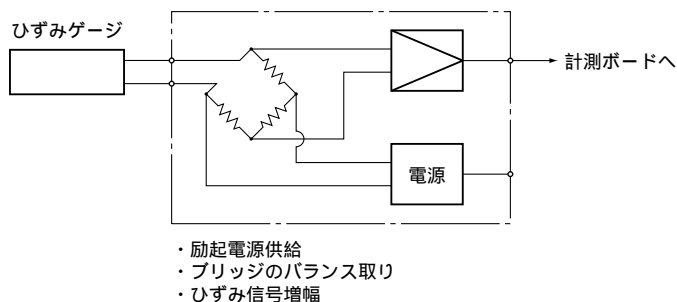 ひずみゲージ
計測ボードへ
電源
・励起電源供給
・ブリッジのバランス取り
・ひずみ信号増幅